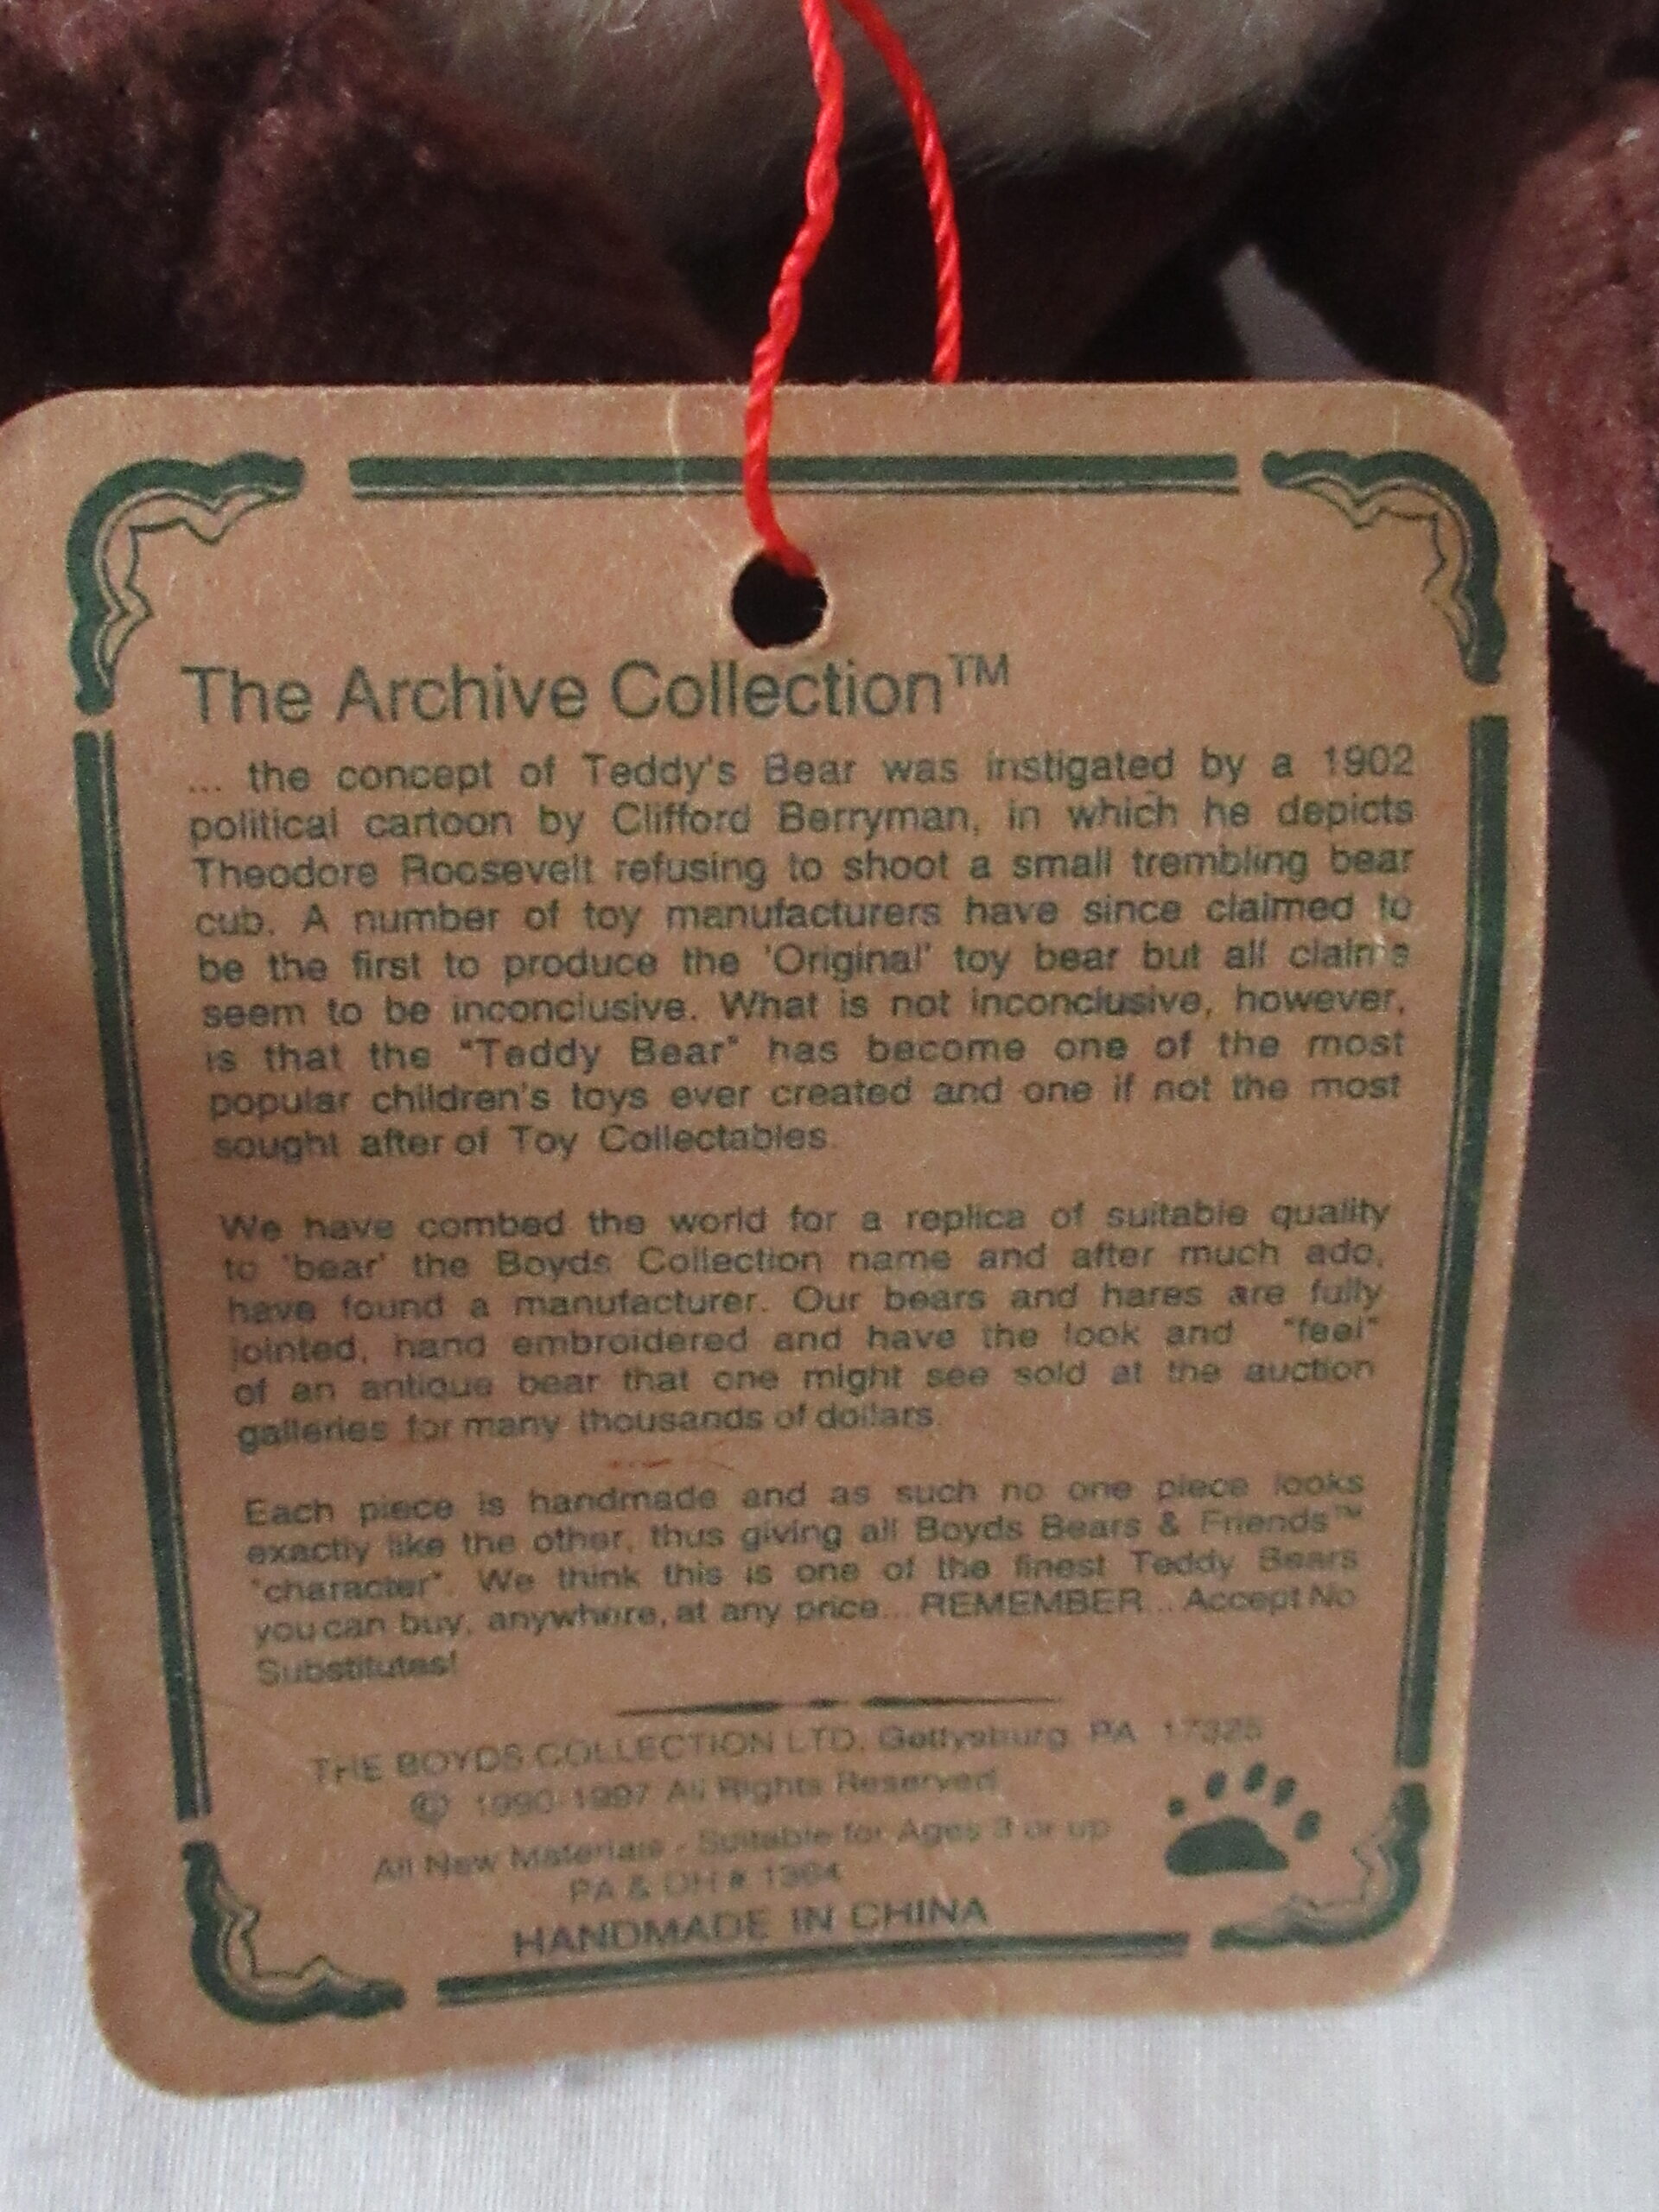 The Archive Collection™
... the concept of Teddy's Bear was instigated by a 1902
political cartoon by Clifford Berryman, in which he depicts
Theodore Roosevelt refusing to shoot a small trembling bear
cub. A number of toy manufacturers have since claimed to
be the first to produce the 'Original' toy bear but all claims
seem to be inconclusive. What is not inconclusive, however,
is that the "Teddy Bear" has become one of the most
popular children's toys ever created and one if not the most
sought after of Toy Collectables.
We have combed the world for a replica of suitable quality
to 'bear' the Boyds Collection name and after much ado,
have found a manufacturer. Our bears and hares are fully
jointed, hand embroidered and have the look and "feel"
of an antique bear that one might see sold at the auction
galleries for many thousands of dollars.
Each piece is handmade and as such no one piece looks
exactly like the other, thus giving all Boyds Bears & Friends™
"character". We think this is one of the finest Teddy Bears
you can buy, anywhere, at any price... REMEMBER... Accept No
Substitutes!
THE BOYDS COLLECTION LTD. Gettysburg PA 17325
© 1990-1997 All Rights Reserved
All New Materials - Suitable for Ages 3 or up
PA & OH # 1364
HANDMADE IN CHINA